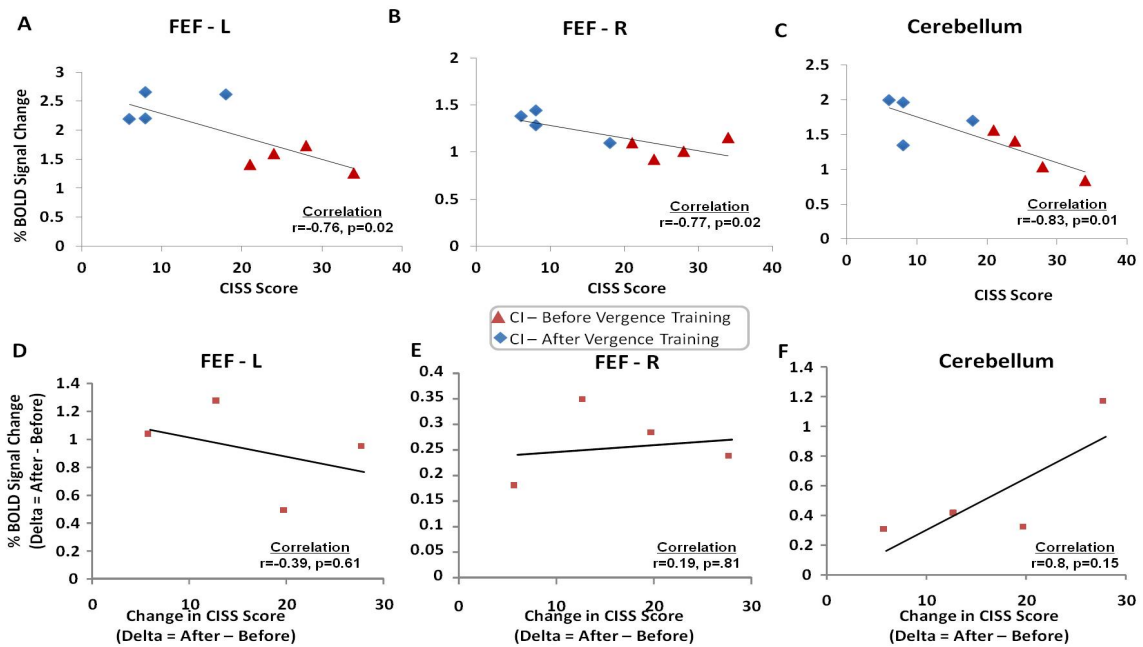 A
FEF - L
% BOLD Signal Change
3
2.5
2
1.5
1
0.5
0
0
10
20
30
40
CISS Score
Correlation
r=-0.76, p=0.02
B
FEF - R
2
1.5
1
0.5
0
0
10
20
30
40
CISS Score
Correlation
r=-0.77, p=0.02
C
Cerebellum
2.5
2
1.5
1
0.5
0
0
10
20
30
40
CISS Score
Correlation
r=-0.83, p=0.01
CI – Before Vergence Training
CI – After Vergence Training
D
FEF - L
% BOLD Signal Change
(Delta = After - Before)
1.4
1.2
1
0.8
0.6
0.4
0.2
0
0
10
20
30
Change in CISS Score
(Delta = After – Before)
Correlation
r=-0.39, p=0.61
E
FEF - R
0.4
0.35
0.3
0.25
0.2
0.15
0.1
0.05
0
0
10
20
30
Change in CISS Score
(Delta = After – Before)
Correlation
r=0.19, p=.81
F
Cerebellum
1.4
1.2
1
0.8
0.6
0.4
0.2
0
0
10
20
30
Change in CISS Score
(Delta = After – Before)
Correlation
r=0.8, p=0.15